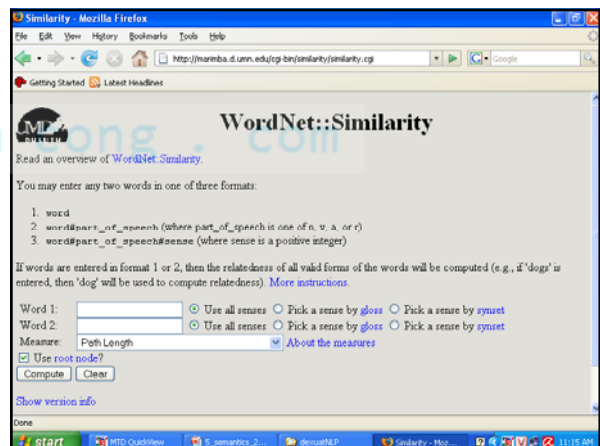 Similarity - Mozilla Firefox
File Edit View History Bookmarks Tools Help
http://marimba.d.umn.edu/cgi-bin/similarity/similarity.cgi Google
Getting Started Latest Headlines
WordNet::Similarity
ong . com
Read an overview of WordNet::Similarity.
You may enter any two words in one of three formats:
1. word
2. word#part_of_speech (where part_of_speech is one of n, v, a, or r)
3. word#part_of_speech#sense (where sense is a positive integer)
If words are entered in format 1 or 2, then the relatedness of all valid forms of the words will be computed (e.g., if 'dogs' is
entered, then 'dog' will be used to compute relatedness). More instructions.
Word 1: Use all senses Pick a sense by gloss Pick a sense by synset
Word 2: Use all senses Pick a sense by gloss Pick a sense by synset
Measure: Path Length About the measures
Use root node?
Compute Clear
Show version info
Done
start MTD QuickView 5_semantics_2... dexuatNLP Similarity - Moz... 11:15 AM